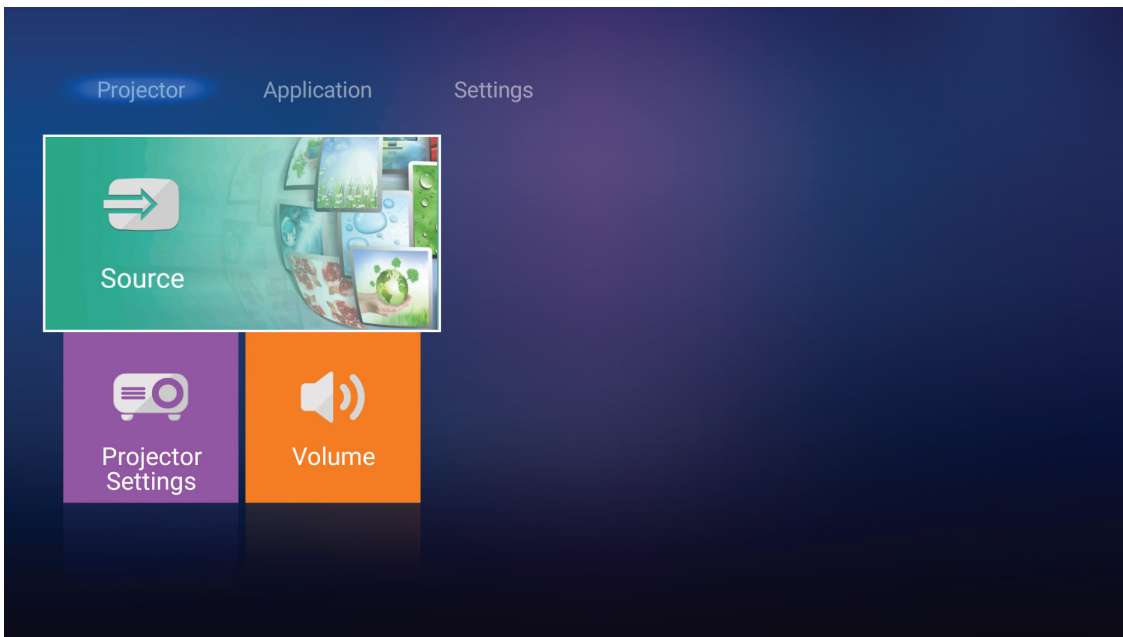 Projector Application Settings
Source
Projector
Settings
Volume